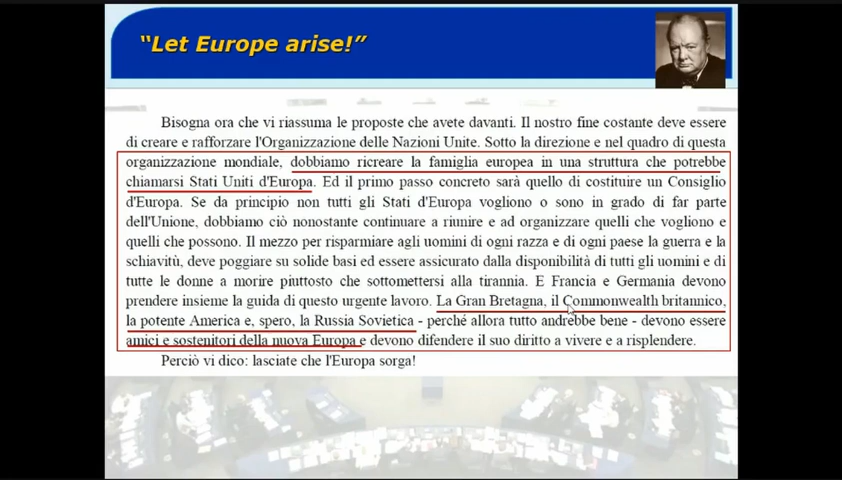 “Let Europe arise!”
Bisogna ora che vi riassuma le proposte che avete davanti. Il nostro fine costante deve essere
di creare e rafforzare l'Organizzazione delle Nazioni Unite. Sotto la direzione e nel quadro di questa
organizzazione mondiale, dobbiamo ricreare la famiglia europea in una struttura che potrebbe
chiamarsi Stati Uniti d'Europa. Ed il primo passo concreto sarà quello di costituire un Consiglio
d'Europa. Se da principio non tutti gli Stati d'Europa vogliono o sono in grado di far parte
dell'Unione, dobbiamo ciò nonostante continuare a riunire e ad organizzare quelli che vogliono e
quelli che possono. Il mezzo per risparmiare agli uomini di ogni razza e di ogni paese la guerra e la
schiavitù, deve poggiare su solide basi ed essere assicurato dalla disponibilità di tutti gli uomini e di
tutte le donne a morire piuttosto che sottomettersi alla tirannia. E Francia e Germania devono
prendere insieme la guida di questo urgente lavoro. La Gran Bretagna, il Commonwealth britannico,
la potente America e, spero, la Russia Sovietica - perché allora tutto andrebbe bene - devono essere
amici e sostenitori della nuova Europa e devono difendere il suo diritto a vivere e a risplendere.
Perciò vi dico: lasciate che l'Europa sorga!